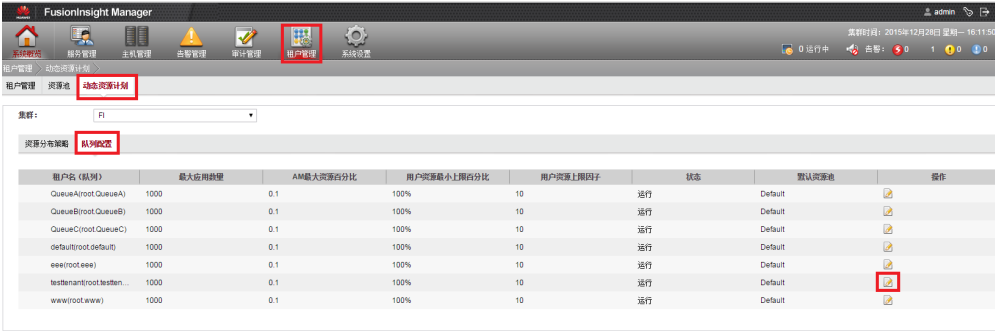 HUAWEI FusionInsight Manager admin
系统概览 服务管理 主机管理 告警管理 审计管理 租户管理 系统设置
集群时间: 2015年12月28日 星期一 16:11:50
0 运行中 告警: 0 1 0 0
租户管理 > 动态资源计划 >
租户管理 资源池 动态资源计划
集群: FI
资源分布策略 队列配置
租户名 (队列) 最大应用数量 AM最大资源百分比 用户资源最小上限百分比 用户资源上限因子 状态 默认资源池 操作
QueueA(root.QueueA) 1000 0.1 100% 10 运行 Default
QueueB(root.QueueB) 1000 0.1 100% 10 运行 Default
QueueC(root.QueueC) 1000 0.1 100% 10 运行 Default
default(root.default) 1000 0.1 100% 10 运行 Default
eee(root.eee) 1000 0.1 100% 10 运行 Default
testtenant(root.testten... 1000 0.1 100% 10 运行 Default
www(root.www) 1000 0.1 100% 10 运行 Default